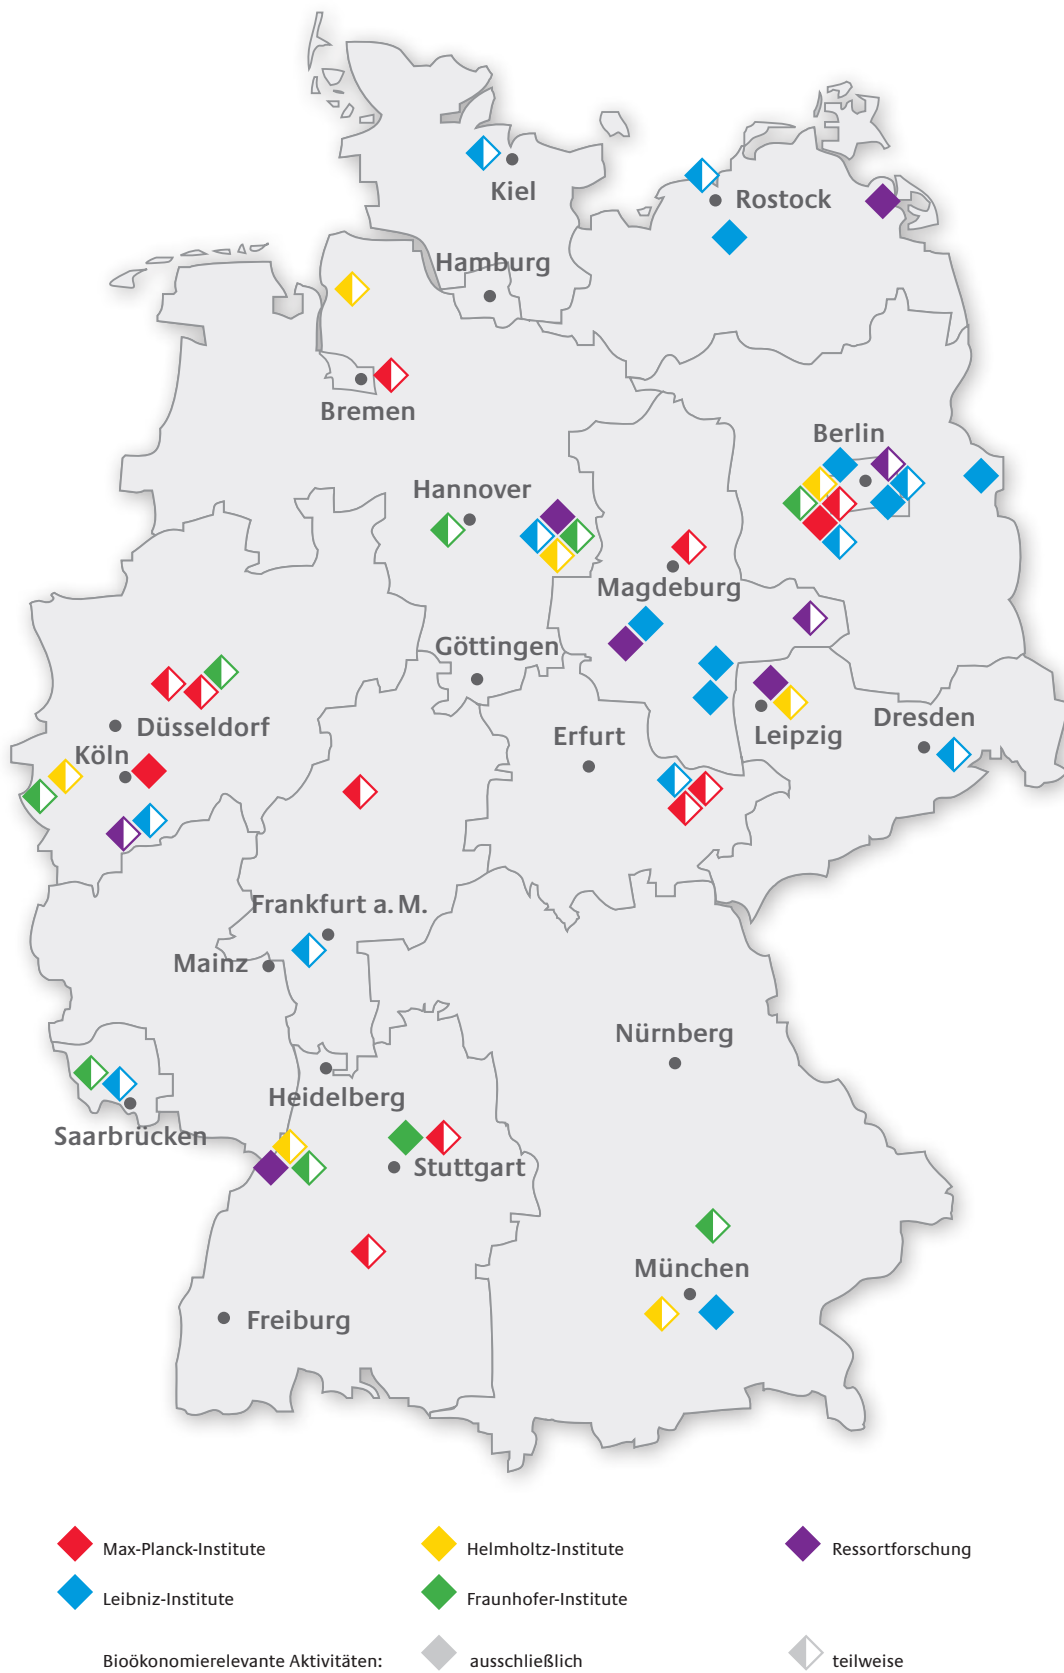 Kiel
Rostock
Hamburg
Bremen
Berlin
Hannover
Magdeburg
Göttingen
Düsseldorf
Köln
Erfurt
Leipzig
Dresden
Frankfurt a. M.
Mainz
Nürnberg
Heidelberg
Saarbrücken
Stuttgart
München
Freiburg
Max-Planck-Institute
Helmholtz-Institute
Ressortforschung
Leibniz-Institute
Fraunhofer-Institute
Bioökonomierelevante Aktivitäten:
ausschließlich
teilweise